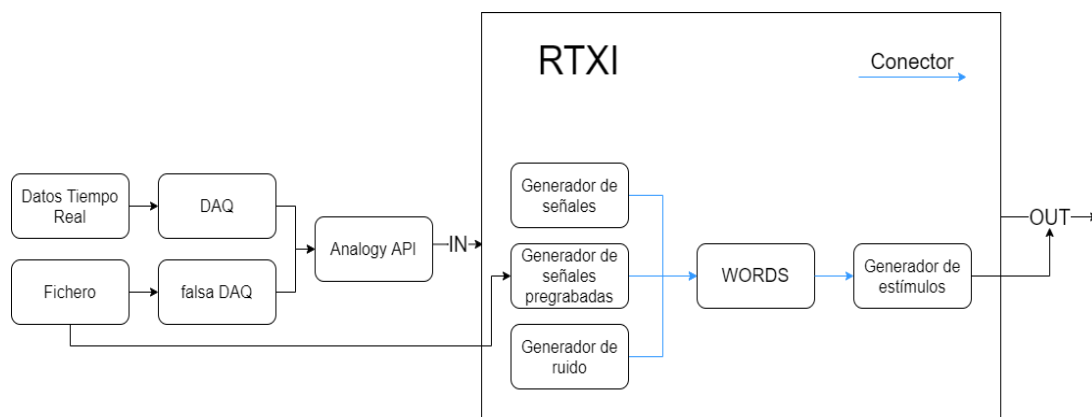 RTXI
Conector
Datos Tiempo
Real
DAQ
Analogy API
IN
Fichero
falsa DAQ
Generador de
señales
Generador de
señales
pregrabadas
Generador de
ruido
WORDS
Generador de
estímulos
OUT